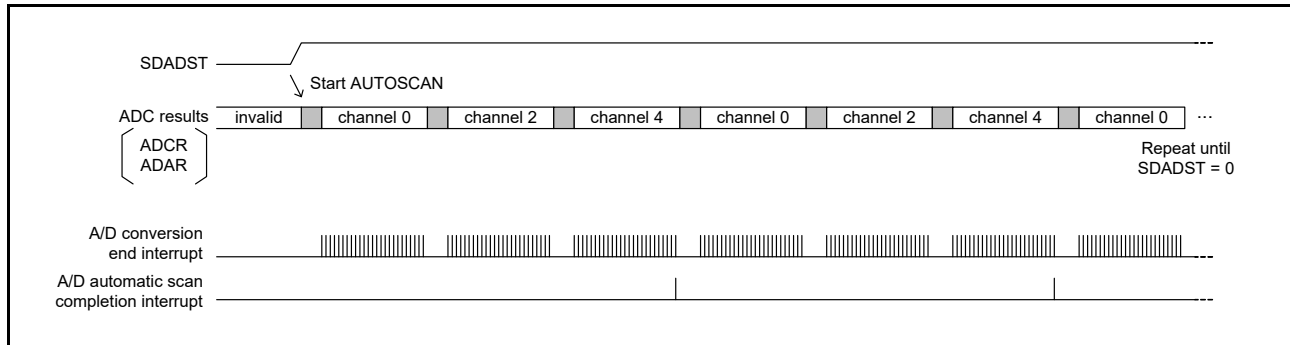 SDADST
Start AUTOSCAN
ADC results
invalid channel 0 channel 2 channel 4 channel 0 channel 2 channel 4 channel 0 ...
ADCR
ADAR
Repeat until
SDADST = 0
A/D conversion
end interrupt
A/D automatic scan
completion interrupt